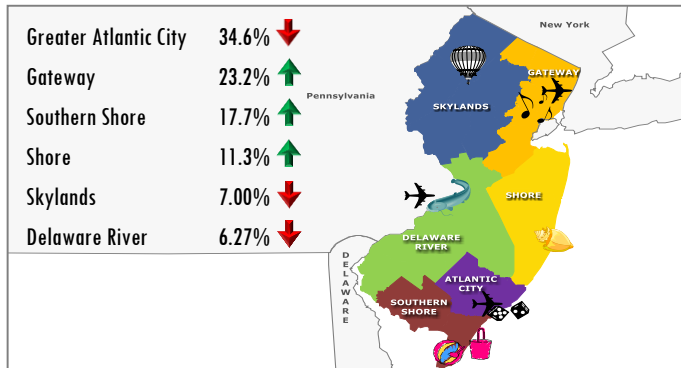 Greater Atlantic City 34.6%
Gateway 23.2%
Southern Shore 17.7%
Shore 11.3%
Skylands 7.00%
Delaware River 6.27%
New York
Pennsylvania
GATEWAY
SKYLANDS
SHORE
DELAWARE
RIVER
ATLANTIC
CITY
SOUTHERN
SHORE
DELAWARE